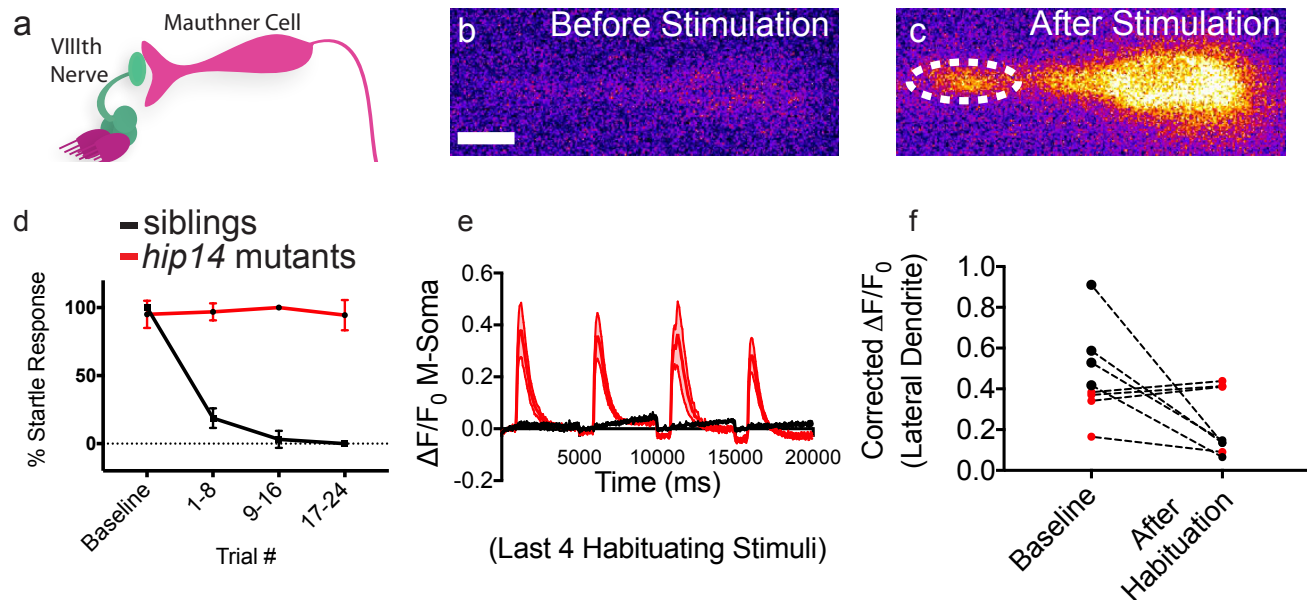 a
Mauthner Cell
VIIIth
Nerve
b
Before Stimulation
c
After Stimulation
d
siblings
hip14 mutants
% Startle Response
100
50
0
Baseline
1-8
9-16
17-24
Trial #
e
ΔF/F0 M-Soma
0.6
0.4
0.2
0.0
-0.2
5000
10000
15000
20000
Time (ms)
(Last 4 Habituating Stimuli)
f
Corrected ΔF/F0
(Lateral Dendrite)
1.0
0.8
0.6
0.4
0.2
0.0
Baseline
After
Habituation